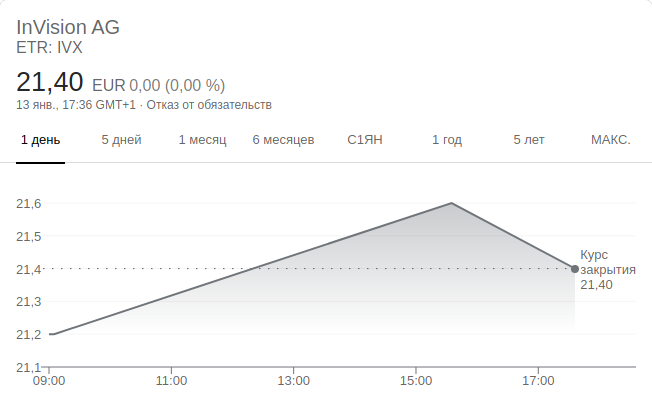 InVision AG
ETR: IVX
21,40 EUR 0,00 (0,00 %)
13 янв., 17:36 GMT+1 · Отказ от обязательств
1 день 5 дней 1 месяц 6 месяцев С1ЯН 1 год 5 лет МАКС.
21,6
21,5
21,4
21,3
21,2
21,1
Курс
закрытия
21,40
09:00 11:00 13:00 15:00 17:00